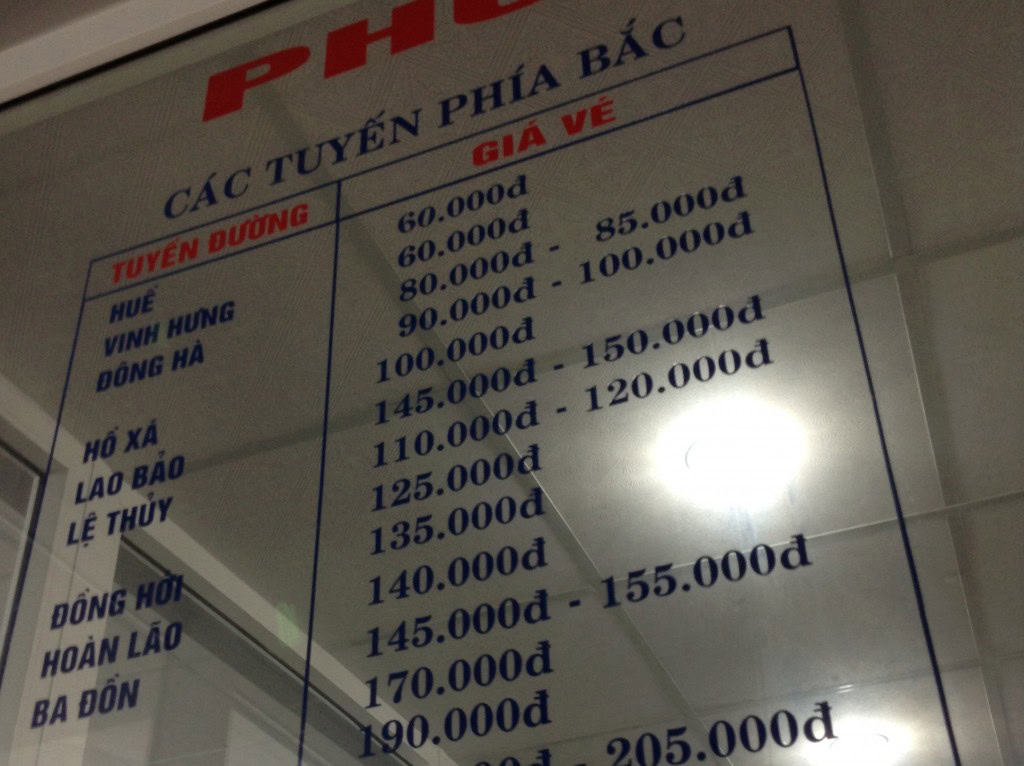 CÁC TUYẾN PHÍA BẮC
TUYẾN ĐƯỜNG
GIÁ VÉ
HUẾ
VINH HƯNG
ĐÔNG HÀ
HỒ XÁ
LAO BẢO
LỆ THỦY
ĐỒNG HỚI
HOÀN LÃO
BA ĐỒN
60.000đ
60.000đ
80.000đ - 85.000đ
90.000đ - 100.000đ
100.000đ
145.000đ - 150.000đ
110.000đ - 120.000đ
125.000đ
135.000đ
140.000đ
145.000đ - 155.000đ
170.000đ
190.000đ
- 205.000đ